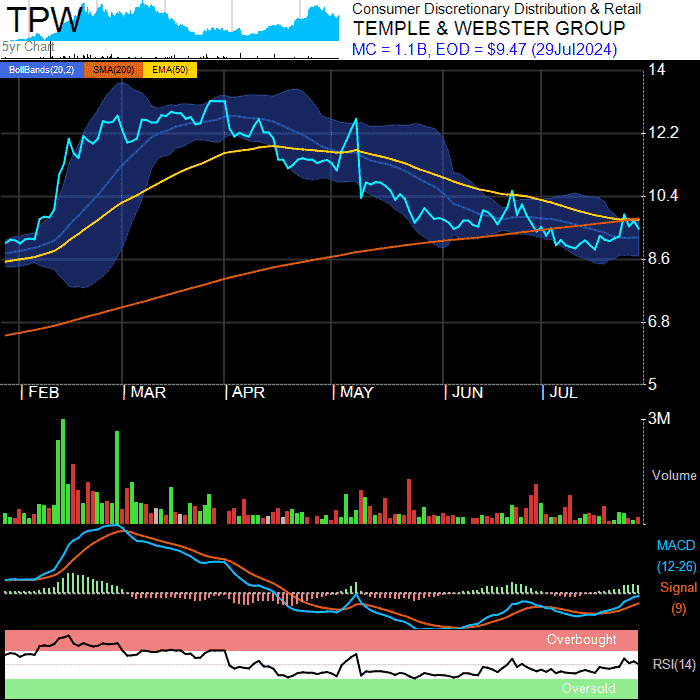 TPW
5yr Chart
Consumer Discretionary Distribution & Retail
TEMPLE & WEBSTER GROUP
MC = 1.1B, EOD = $9.47 (29Jul2024)
BollBands(20,2) SMA(200) EMA(50)
14
12.2
10.4
8.6
6.8
5
FEB MAR APR MAY JUN JUL
3M
Volume
MACD
(12-26)
Signal
(9)
Overbought
RSI(14)
Oversold